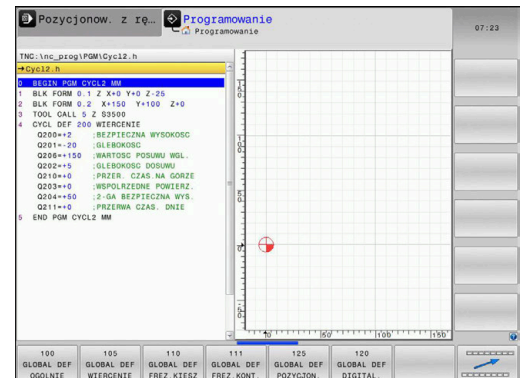 Pozycjonow. z rę...
Programowanie
Programowanie
07:23
TNC:\nc_prog\PGM\Cycl2.h
→Cycl2.h
0 BEGIN PGM CYCL2 MM
1 BLK FORM 0.1 Z X+0 Y+0 Z-25
2 BLK FORM 0.2 X+150 Y+100 Z+0
3 TOOL CALL 5 Z S3500
4 CYCL DEF 200 WIERCENIE
Q200=+2 ;BEZPIECZNA WYSOKOSC
Q201=-20 ;GLEBOKOSC
Q206=+150 ;WARTOSC POSUWU WGL.
Q202=+5 ;GLEBOKOSC DOSUWU
Q210=+0 ;PRZER. CZAS.NA GORZE
Q203=+0 ;WSPOLRZEDNE POWIERZ.
Q204=+50 ;2-GA BEZPIECZNA WYS.
Q211=+0 ;PRZERWA CZAS. DNIE
5 END PGM CYCL2 MM
0 50 100 150
100 GLOBAL DEF OGOLNIE
105 GLOBAL DEF WIERCENIE
110 GLOBAL DEF FREZ.KIESZ
111 GLOBAL DEF FREZ.KONT.
125 GLOBAL DEF POZYCJON.
120 GLOBAL DEF DIGITAL.